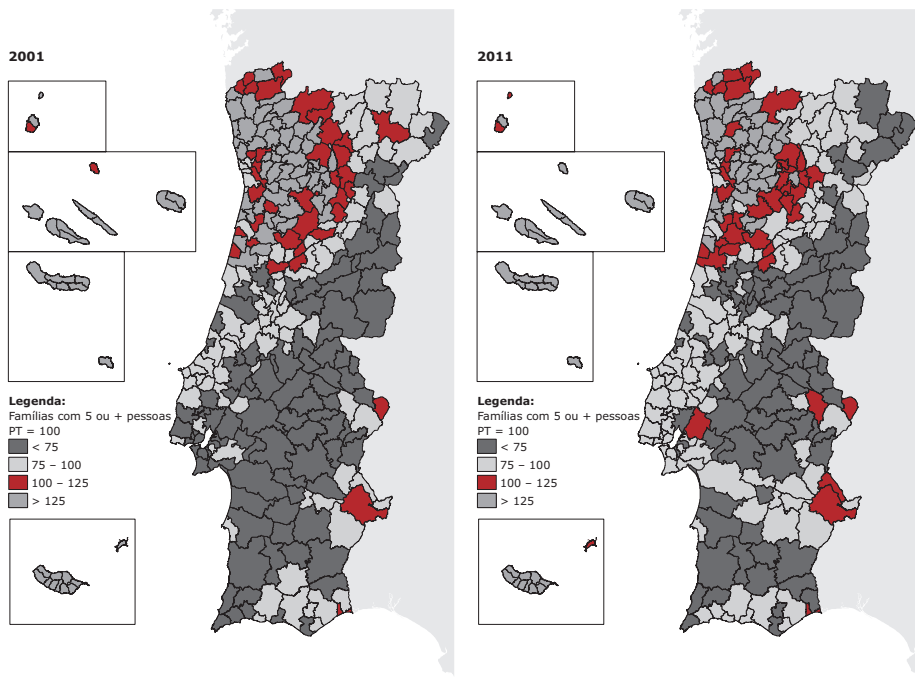 2001
Legenda:
Famílias com 5 ou + pessoas
PT = 100
< 75
75 – 100
100 – 125
> 125
2011
Legenda:
Famílias com 5 ou + pessoas
PT = 100
< 75
75 – 100
100 – 125
> 125